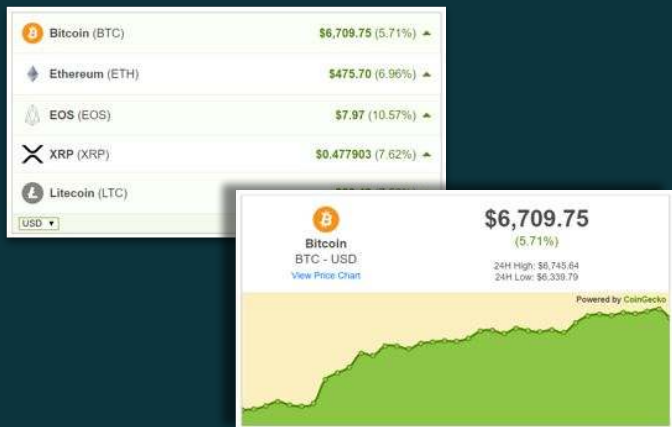 Bitcoin (BTC) $6,709.75 (5.71%) ▲
Ethereum (ETH) $475.70 (6.96%) ▲
EOS (EOS) $7.97 (10.57%) ▲
XRP (XRP) $0.477903 (7.62%) ▲
Litecoin (LTC)
USD ▼
Bitcoin
BTC - USD
View Price Chart
$6,709.75
(5.71%)
24H High: $6,745.64
24H Low: $6,339.79
Powered by CoinGecko